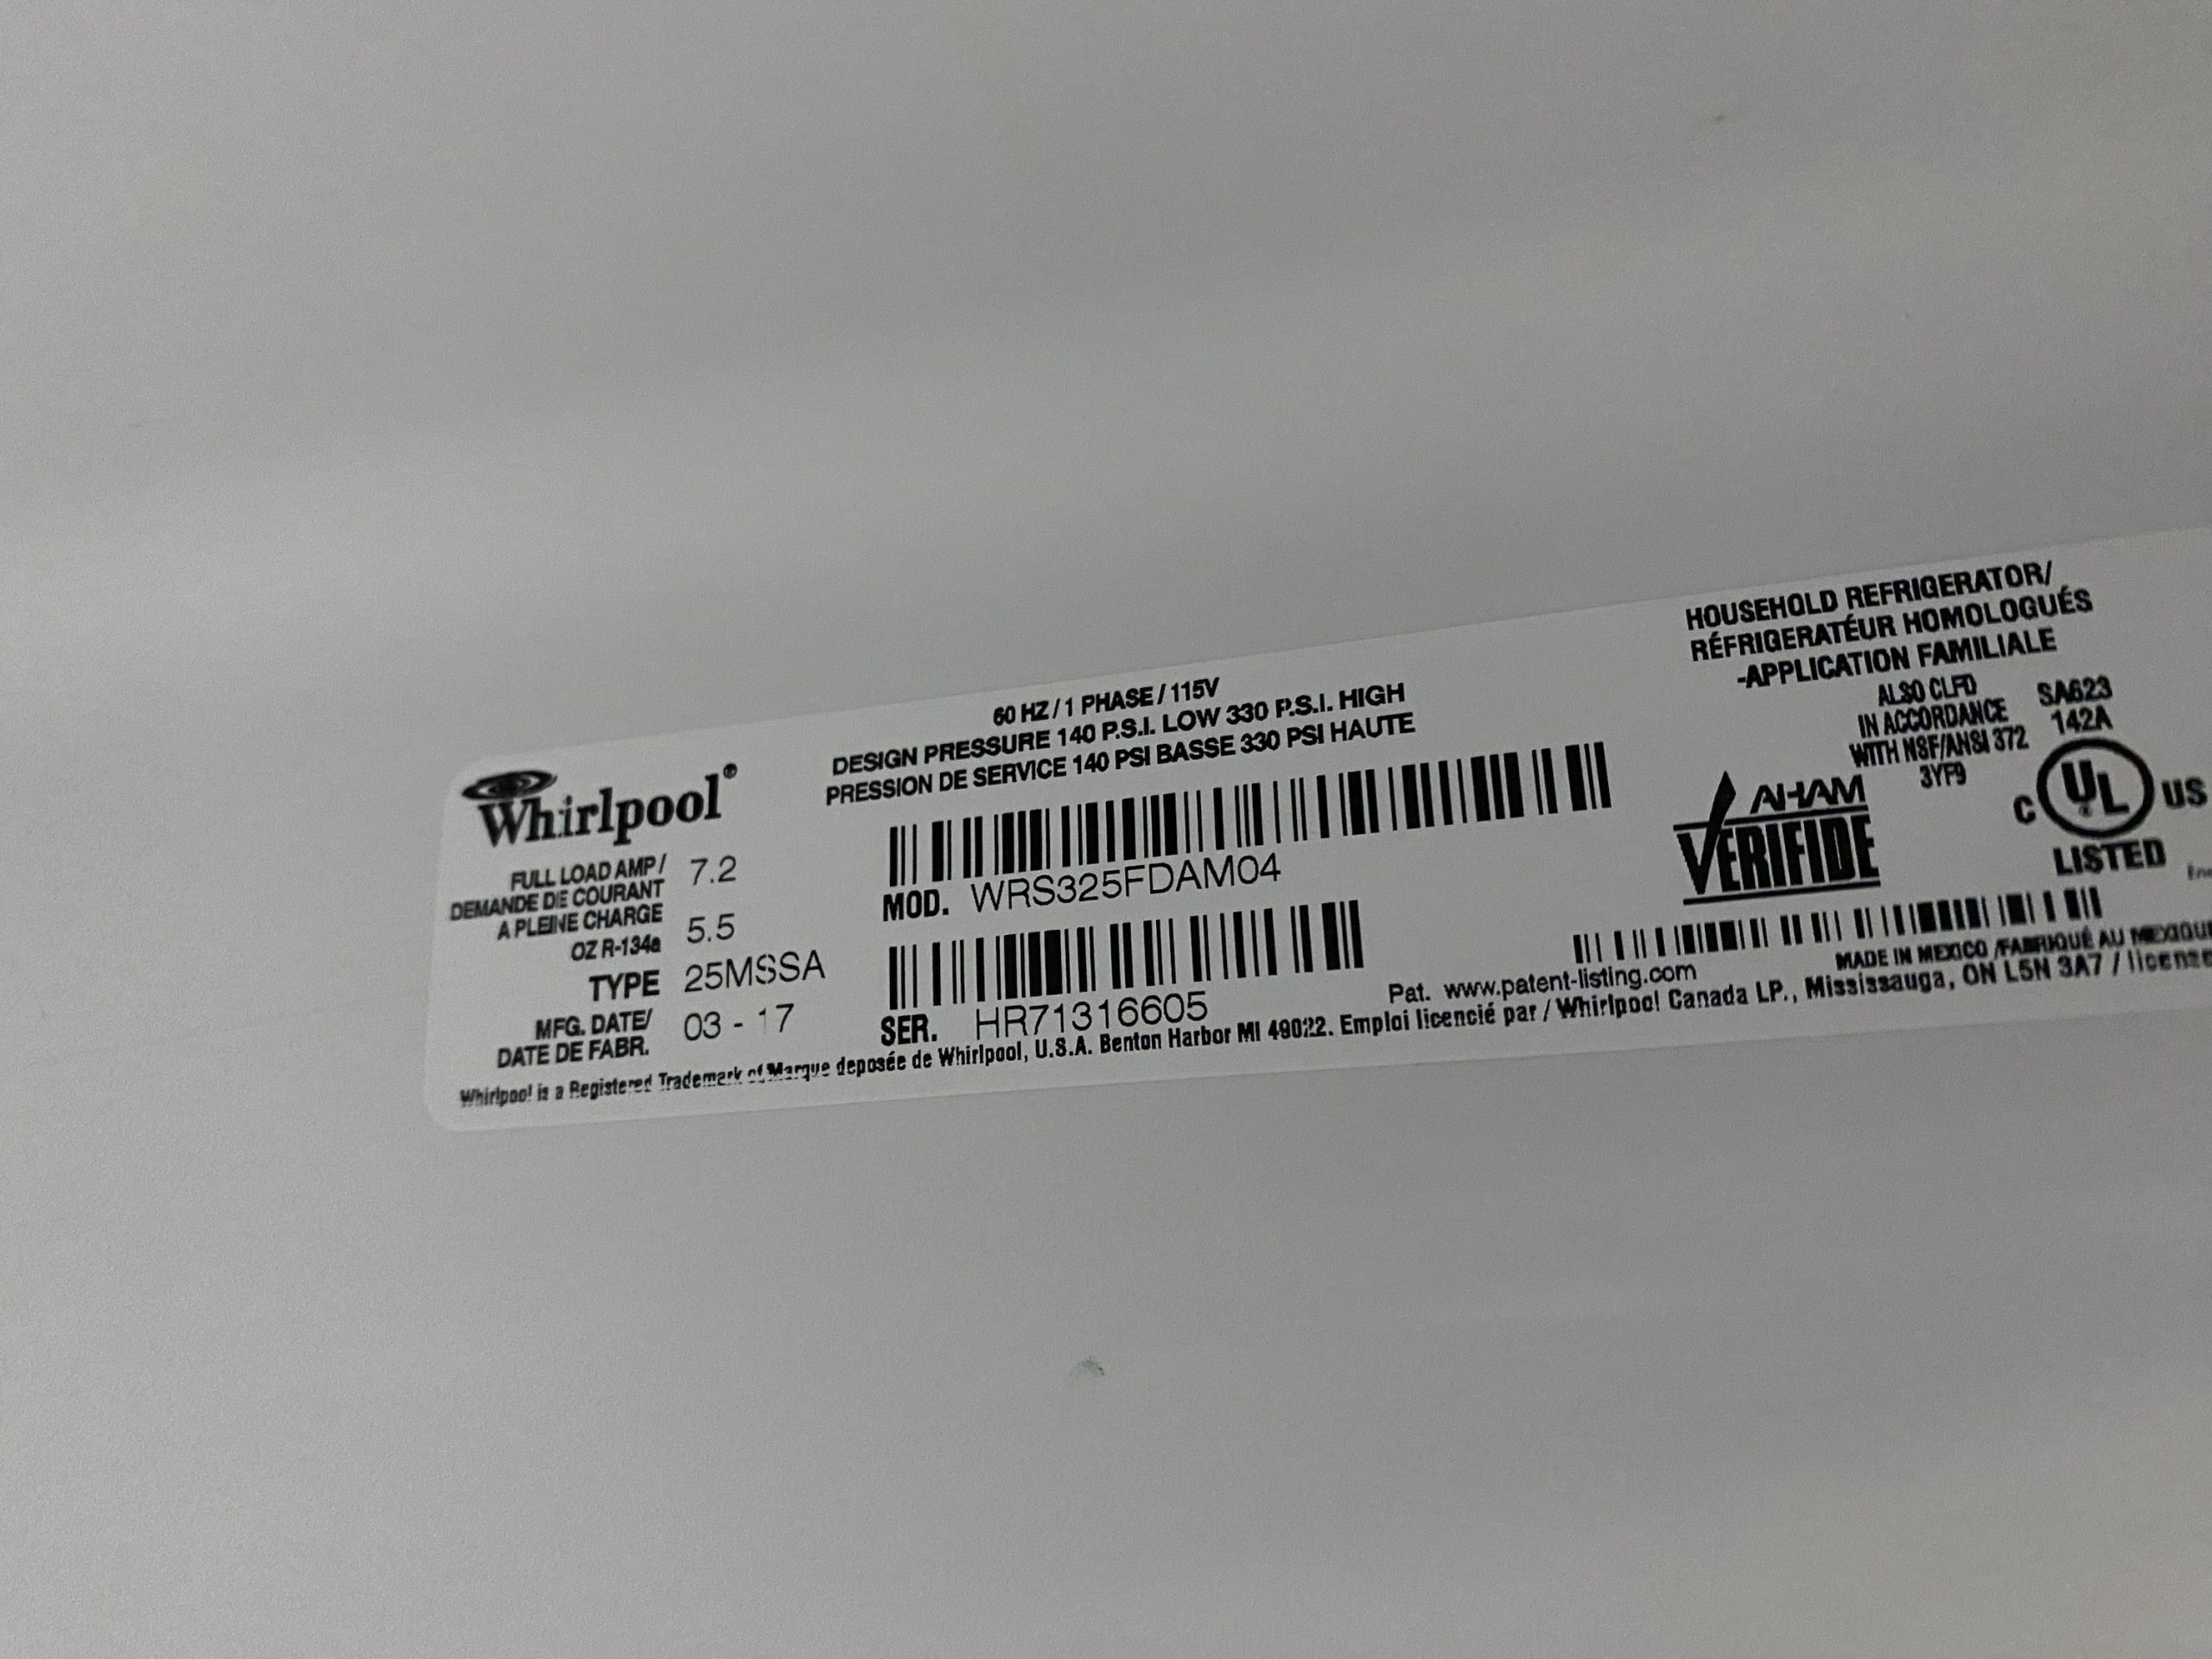 60 HZ / 1 PHASE / 115V
DESIGN PRESSURE 140 P.S.I. LOW 330 P.S.I. HIGH
PRESSION DE SERVICE 140 PSI BASSE 330 PSI HAUTE
Whirlpool®
FULL LOAD AMP / 7.2
DEMANDE DE COURANT
A PLEINE CHARGE
OZ R-134a 5.5
TYPE 25MSSA
MFG. DATE/ 03 - 17
DATE DE FABR.
MOD. WRS325FDAM04
SER. HR71316605
HOUSEHOLD REFRIGERATOR/
RÉFRIGERATÉUR HOMOLOGUÉS
-APPLICATION FAMILIALE
ALSO CLFD
IN ACCORDANCE
WITH NSF/ANSI 372
3YF9
SA623
142A
AHAM
VERIFIDE
C UL® US
LISTED
MADE IN MEXICO /FABRIQUÉ AU
Pat. www.patent-listing.com
Whirlpool is a Registered Trademark of/Marque deposée de Whirlpool, U.S.A. Benton Harbor MI 49022. Emploi licencié par / Whirlpool Canada LP., Mississauga, ON L5N 3A7 /